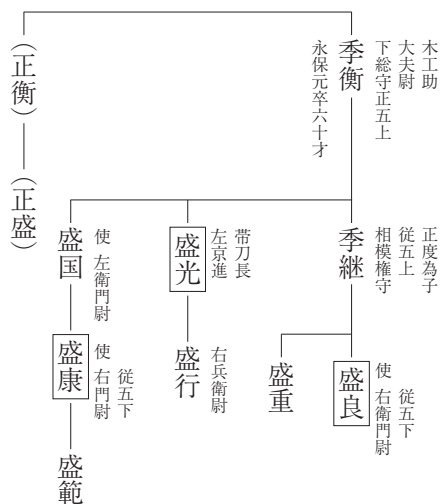 木工助
大夫尉
下総守正五上
季衡
永保元卒六十才
(正衡)
(正盛)
正度為子
従五上
相模権守
季継
従五下
使 右衛門尉
盛良
盛重
帯刀長
左京進
盛光
右兵衛尉
盛行
使 左衛門尉
盛国
従五下
使 右門尉
盛康
盛範